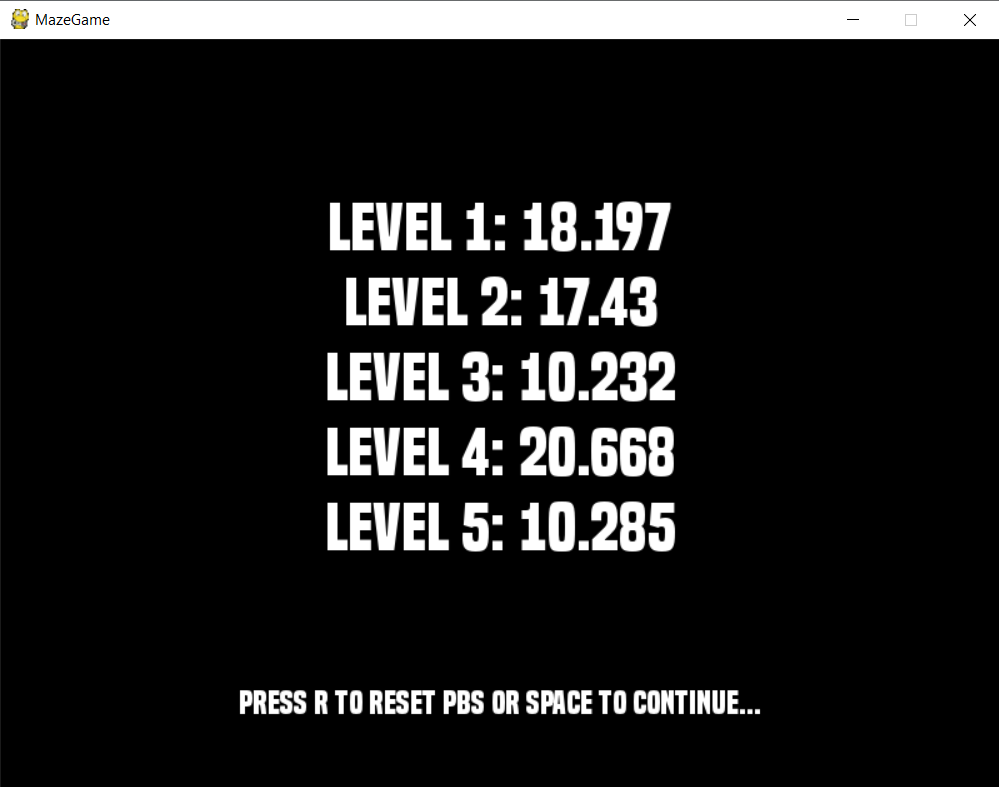 MazeGame
LEVEL 1: 18.197
LEVEL 2: 17.43
LEVEL 3: 10.232
LEVEL 4: 20.668
LEVEL 5: 10.285
PRESS R TO RESET PBS OR SPACE TO CONTINUE...